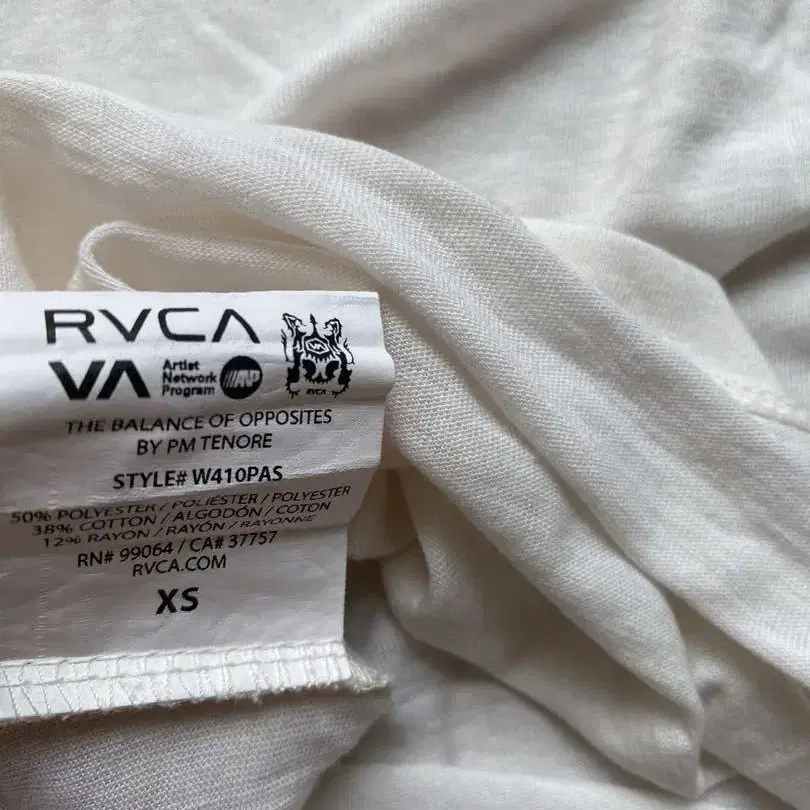 RVCA
VA Artist Network Program ANP
RVCA
THE BALANCE OF OPPOSITES
BY PM TENORE
STYLE# W410PAS
50% POLYESTER / POLIÉSTER / POLYESTER
38% COTTON / ALGODÓN / COTON
12% RAYON / RAYÓN / RAYONNE
RN# 99064 / CA# 37757
RVCA.COM
XS